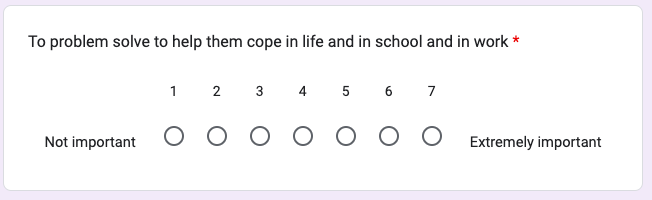 To problem solve to help them cope in life and in school and in work *
1 2 3 4 5 6 7
Not important Extremely important